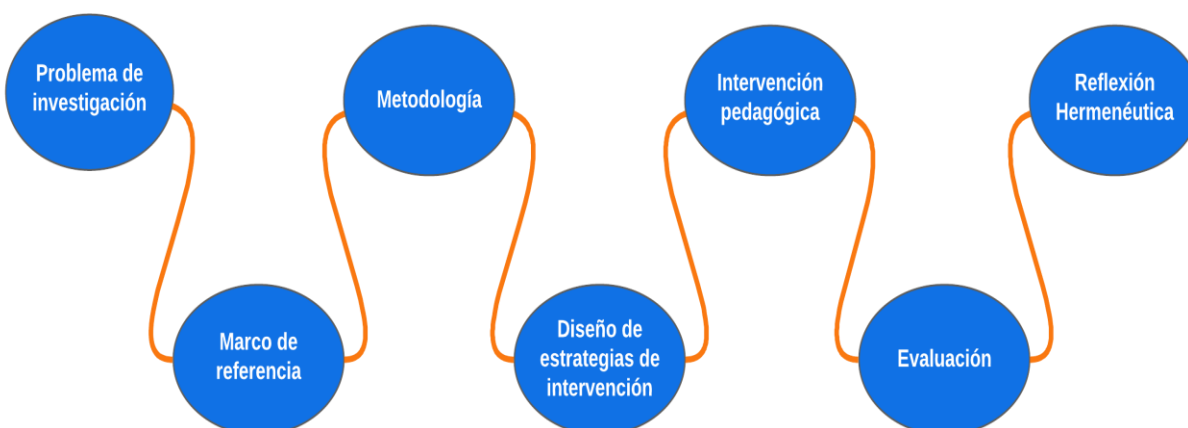 Problema de
investigación
Marco de
referencia
Metodología
Diseño de
estrategias de
intervención
Intervención
pedagógica
Evaluación
Reflexión
Hermenéutica